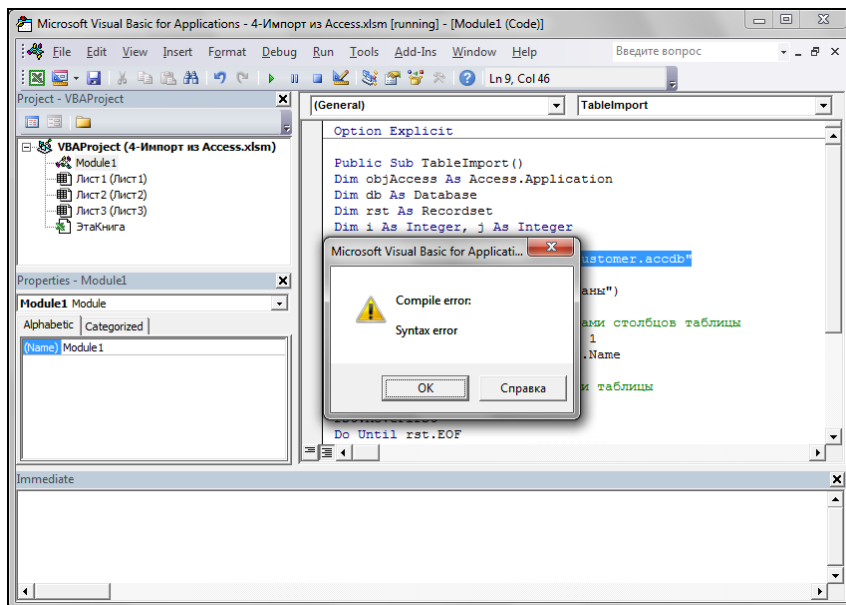 Microsoft Visual Basic for Applications - 4-Импорт из Access.xlsm [running] - [Module1 (Code)]
File Edit View Insert Format Debug Run Tools Add-Ins Window Help Введите вопрос
Ln 9, Col 46
Project - VBAProject
(General) TableImport
VBAProject (4-Импорт из Access.xlsm)
Module1
Лист1 (Лист1)
Лист2 (Лист2)
Лист3 (Лист3)
ЭтаКнига
Option Explicit
Public Sub TableImport()
Dim objAccess As Access.Application
Dim db As Database
Dim rst As Recordset
Dim i As Integer, j As Integer
ustomer.accdb"
аны")
ами столбцов таблицы
1
.Name
и таблицы
Do Until rst.EOF
Microsoft Visual Basic for Applicati...
Compile error:
Syntax error
OK Справка
Properties - Module1
Module1 Module
Alphabetic Categorized
(Name) Module1
Immediate